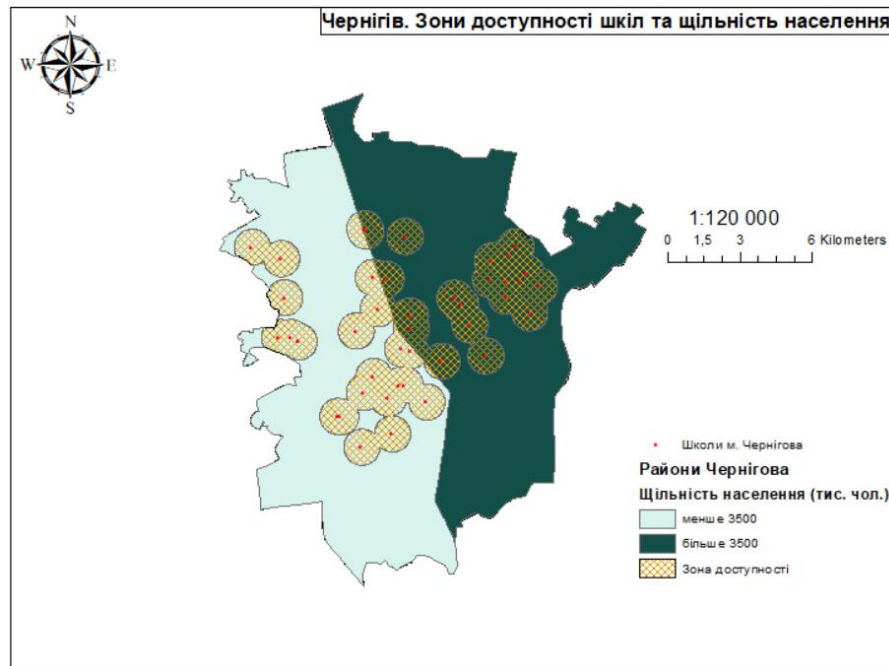 Чернігів. Зони доступності шкіл та щільність населення
N
W E
S
1:120 000
0 1,5 3 6 Kilometers
Школи м. Чернігова
Райони Чернігова
Щільність населення (тис. чол.)
менше 3500
більше 3500
Зона доступності